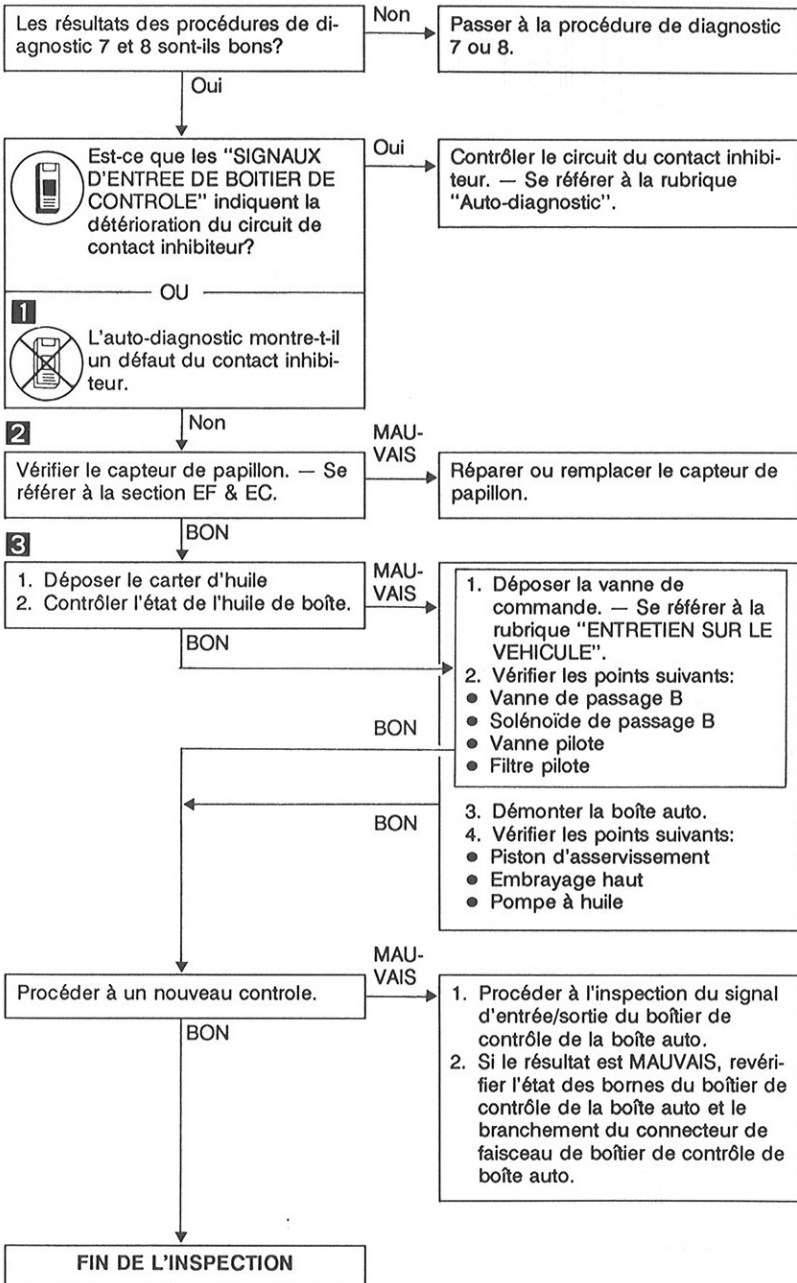 Les résultats des procédures de di-
agnostic 7 et 8 sont-ils bons?
Non
Passer à la procédure de diagnostic
7 ou 8.
Oui
Est-ce que les “SIGNAUX
D'ENTREE DE BOITIER DE
CONTROLE” indiquent la
détérioration du circuit de
contact inhibiteur?
Oui
Contrôler le circuit du contact inhibi-
teur. — Se référer à la rubrique
“Auto-diagnostic”.
OU
1
L'auto-diagnostic montre-t-il
un défaut du contact inhibi-
teur.
Non
2
Vérifier le capteur de papillon. — Se
référer à la section EF & EC.
MAU-
VAIS
Réparer ou remplacer le capteur de
papillon.
BON
3
1. Déposer le carter d'huile
2. Contrôler l'état de l'huile de boîte.
MAU-
VAIS
BON
1. Déposer la vanne de
commande. — Se référer à la
rubrique “ENTRETIEN SUR LE
VEHICULE”.
2. Vérifier les points suivants:
● Vanne de passage B
● Solénoïde de passage B
● Vanne pilote
● Filtre pilote
BON
3. Démonter la boîte auto.
4. Vérifier les points suivants:
● Piston d'asservissement
● Embrayage haut
● Pompe à huile
BON
Procéder à un nouveau controle.
MAU-
VAIS
1. Procéder à l'inspection du signal
d'entrée/sortie du boîtier de
contrôle de la boîte auto.
2. Si le résultat est MAUVAIS, revéri-
fier l'état des bornes du boîtier de
contrôle de la boîte auto et le
branchement du connecteur de
faisceau de boîtier de contrôle de
boîte auto.
BON
FIN DE L'INSPECTION